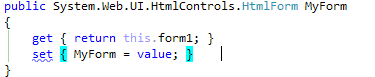 public System.Web.UI.HtmlControls.HtmlForm MyForm
{
get { return this.form1; }
set { MyForm = value; }
}